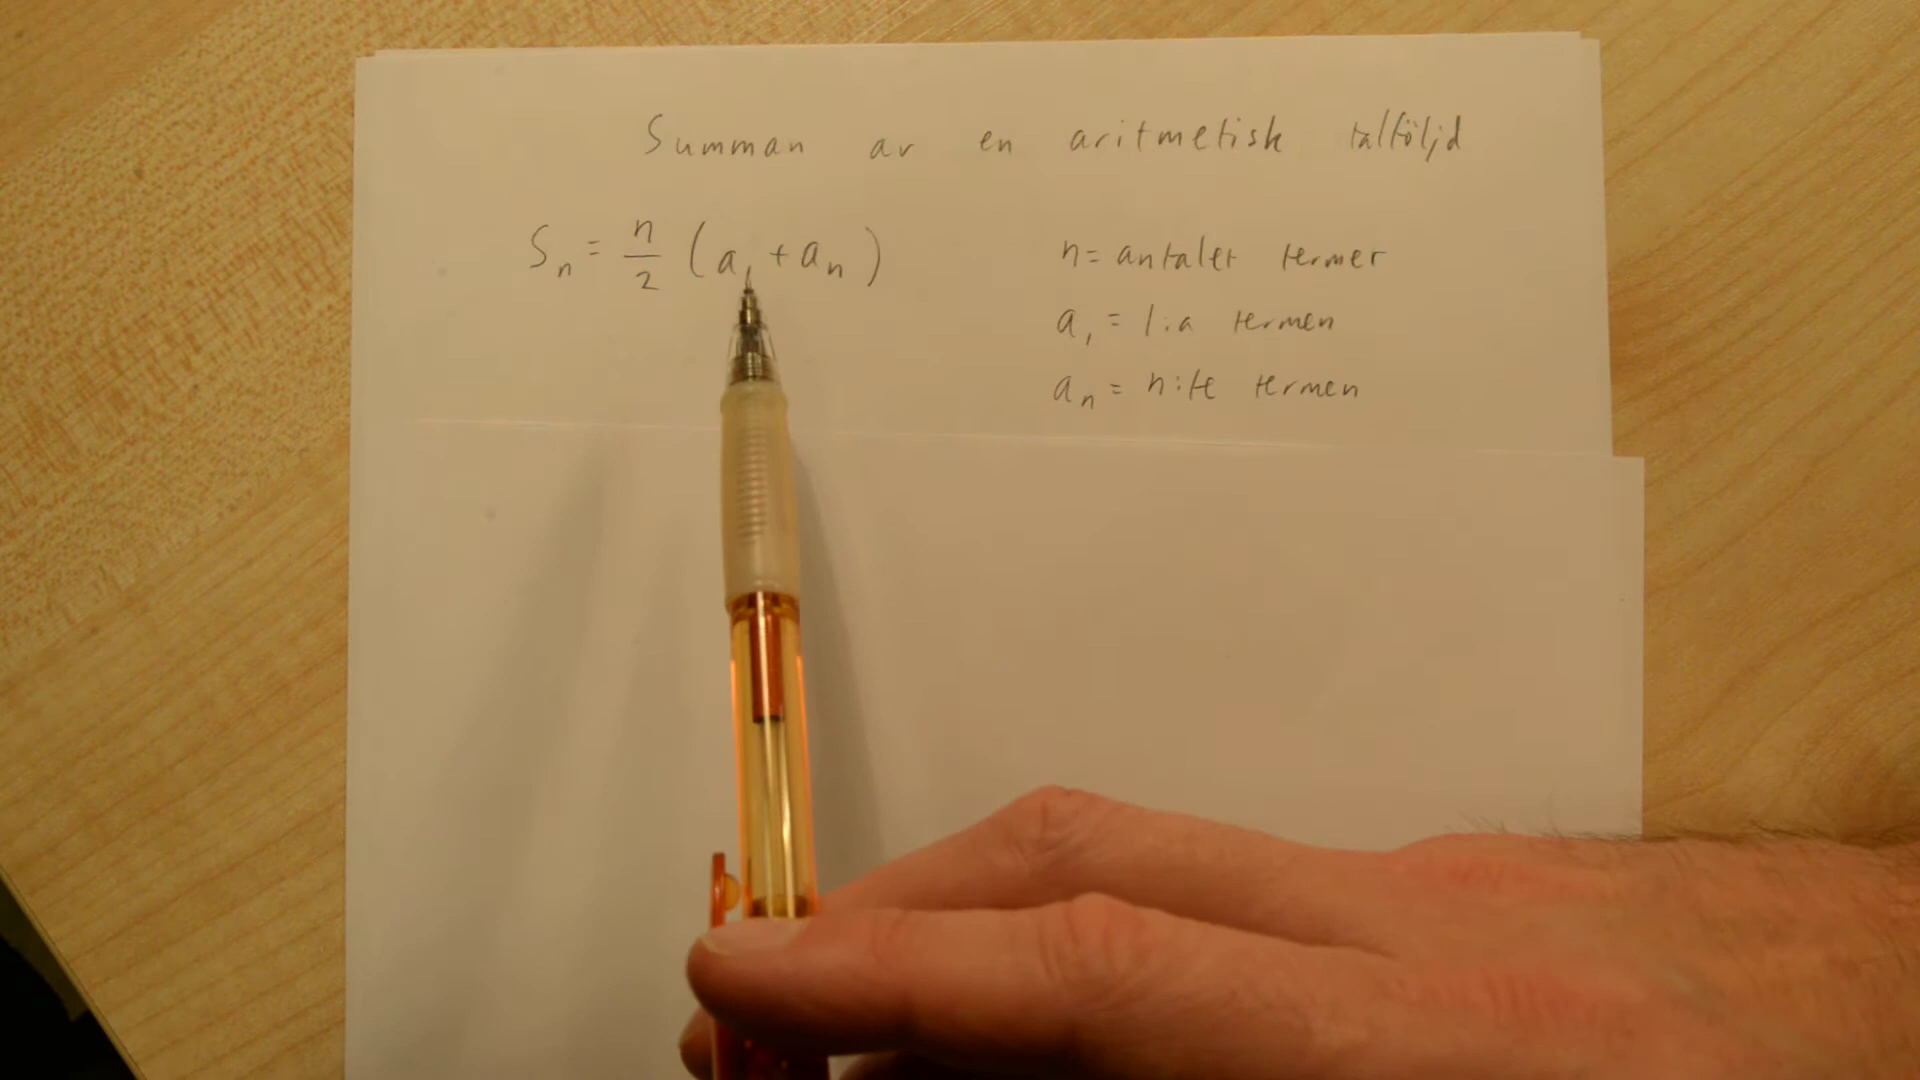 Summan av en aritmetisk talföljd
Sₙ = n/2 (a₁ + aₙ)
n = antalet termer
a₁ = 1:a termen
aₙ = n:te termen